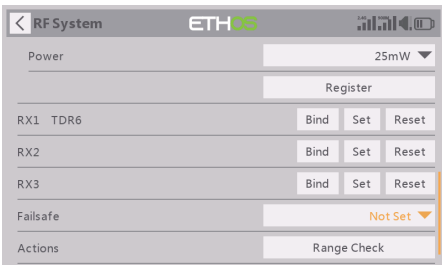 RF System ETHOS
Power 25mW
Register
RX1 TDR6 Bind Set Reset
RX2 Bind Set Reset
RX3 Bind Set Reset
Failsafe Not Set
Actions Range Check